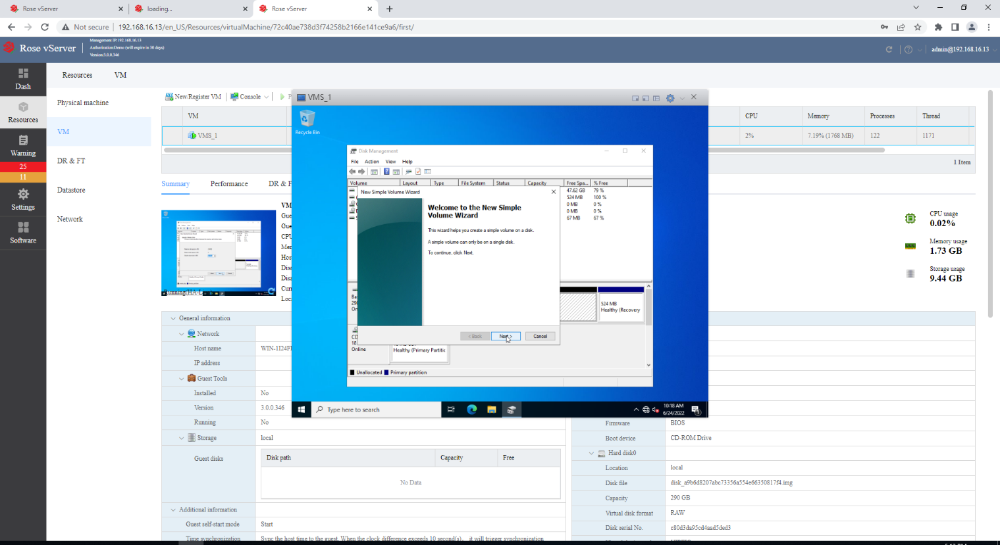 Rose vServer
loading...
Rose vServer
Not secure
192.168.16.13/en_US/Resources/virtualMachine/72c40ae738d3f74258b2166e141ce9a6/first/
Rose vServer
Management IP:192.168.16.13
Authorization:Demo (will expire in 30 days)
Version:3.0.0.346
admin@192.168.16.13
Dash
Resources
Warning
25
11
Settings
Software
Resources
VM
Physical machine
VM
DR & FT
Datastore
Network
New/Register VM
Console
VM
CPU
Memory
Processes
Thread
VMS_1
2%
7.19% (1768 MB)
122
1171
1 Item
Summary
Performance
DR & F
VM
Gue
Gue
CPU
Mem
Hos
Disa
Disa
Curr
Loc
CPU usage
0.02%
Memory usage
1.73 GB
Storage usage
9.44 GB
VMS_1
Recycle Bin
Disk Management
File
Action
View
Help
Volume
Layout
Type
File System
Status
Capacity
Free Spa...
% Free
47.62 GB
79 %
524 MB
100 %
0 MB
0 %
0 MB
0 %
67 MB
67 %
New Simple Volume Wizard
Welcome to the New Simple
Volume Wizard
This wizard helps you create a simple volume on a disk.
A simple volume can only be on a single disk.
To continue, click Next.
< Back
Next >
Cancel
Ba
290
On
524 MB
Healthy (Recovery
CD
18
Online
Healthy (Primary Partitic
Unallocated
Primary partition
Type here to search
10:18 AM
6/24/2022
General information
Network
Host name
WIN-1I24F
IP address
Guest Tools
Installed
No
Version
3.0.0.346
Running
No
Storage
local
Guest disks
Disk path
Capacity
Free
No Data
Additional information
Guest self-start mode
Start
Time synchronization
Sync the host time to the guest. When the clock difference exceeds 10 second(s)， it will trigger synchronization
Firmware
BIOS
Boot device
CD-ROM Drive
Hard disk0
Location
local
Disk file
disk_a9b6d8207abc73356a554e66350817f4.img
Capacity
290 GB
Virtual disk format
RAW
Disk serial No.
c80d3da95cd4aad5ded3